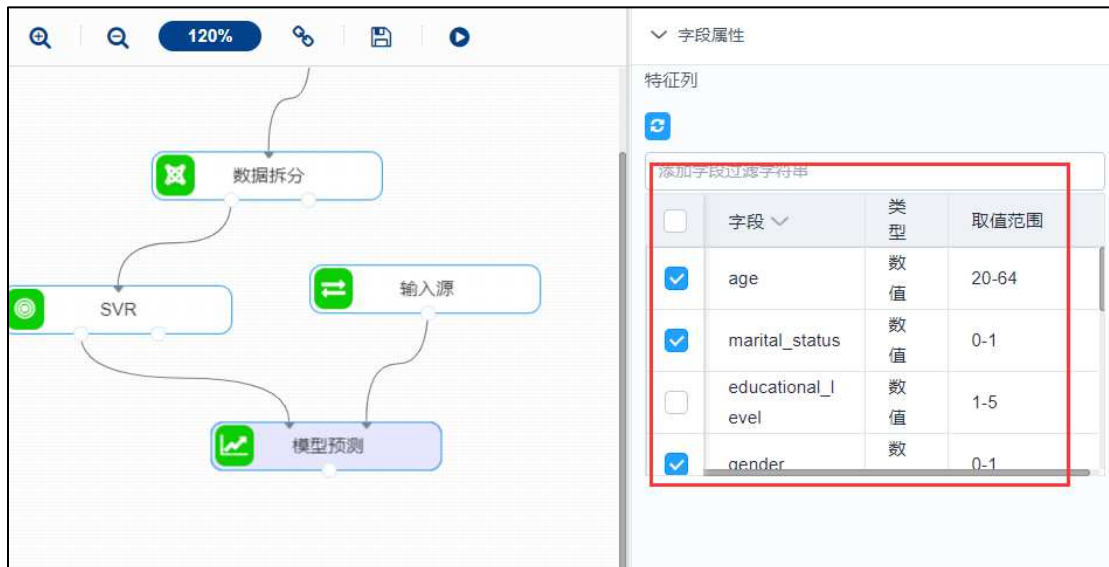 120%
字段属性
特征列
添加字段过滤字符串
字段 类型 取值范围
age 数值 20-64
marital_status 数值 0-1
educational_level 数值 1-5
gender 数 0-1
数据拆分
输入源
SVR
模型预测